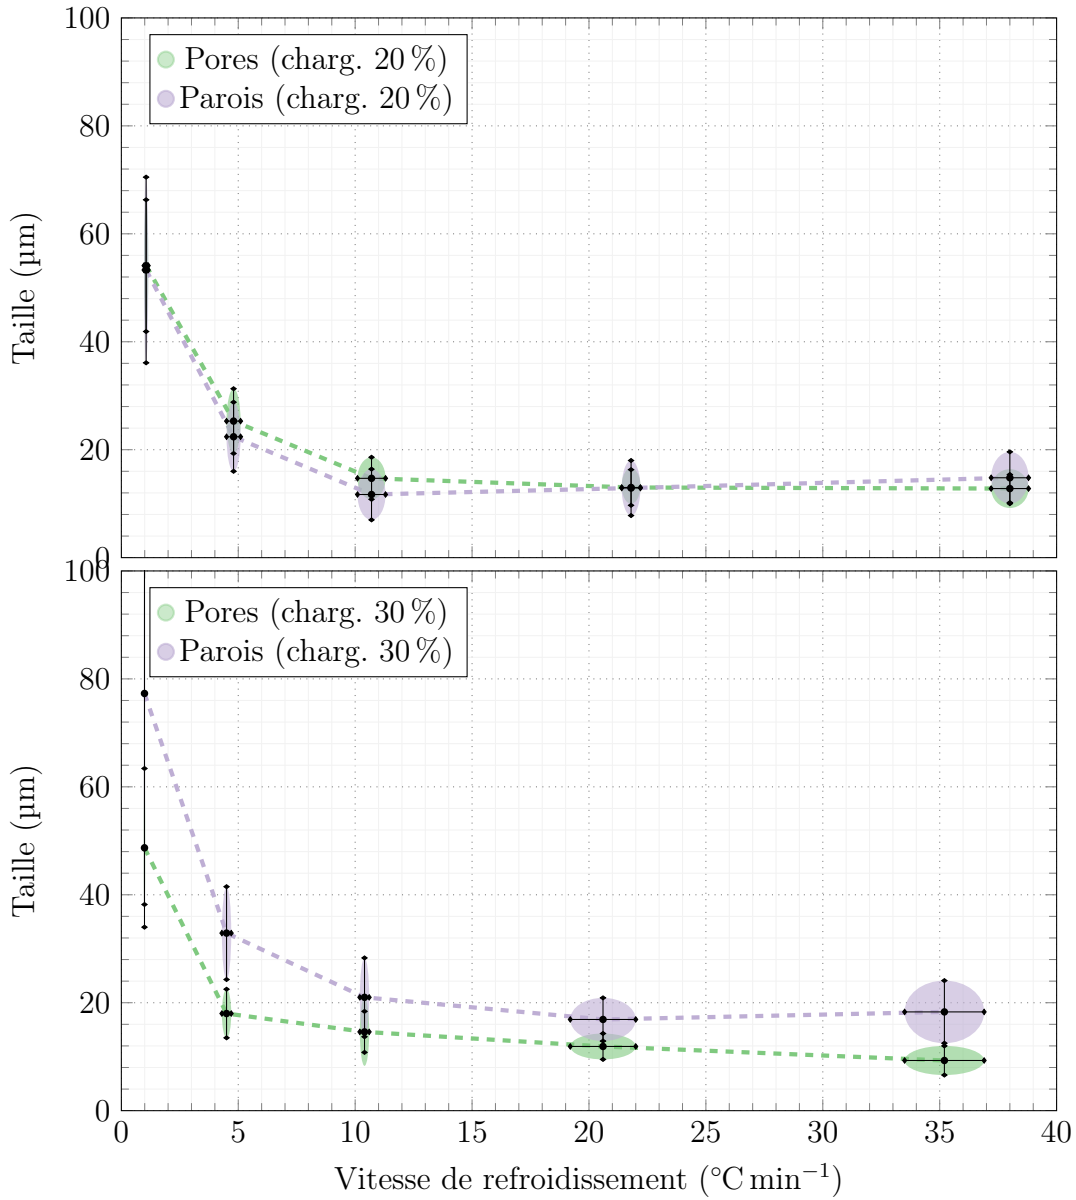 100
80
60
40
20
0
Taille (µm)
Pores (charg. 20 %)
Parois (charg. 20 %)
100
80
60
40
20
0
Taille (µm)
Pores (charg. 30 %)
Parois (charg. 30 %)
0 5 10 15 20 25 30 35 40
Vitesse de refroidissement (°C min⁻¹)